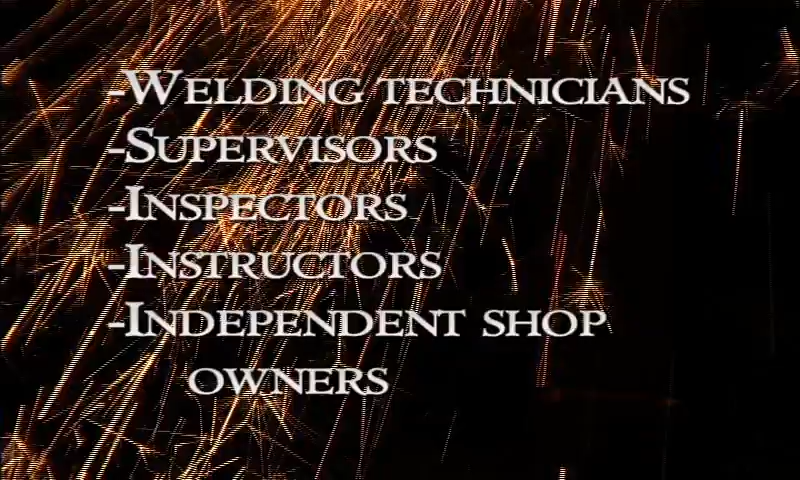 -Welding technicians
-Supervisors
-Inspectors
-Instructors
-Independent shop
owners